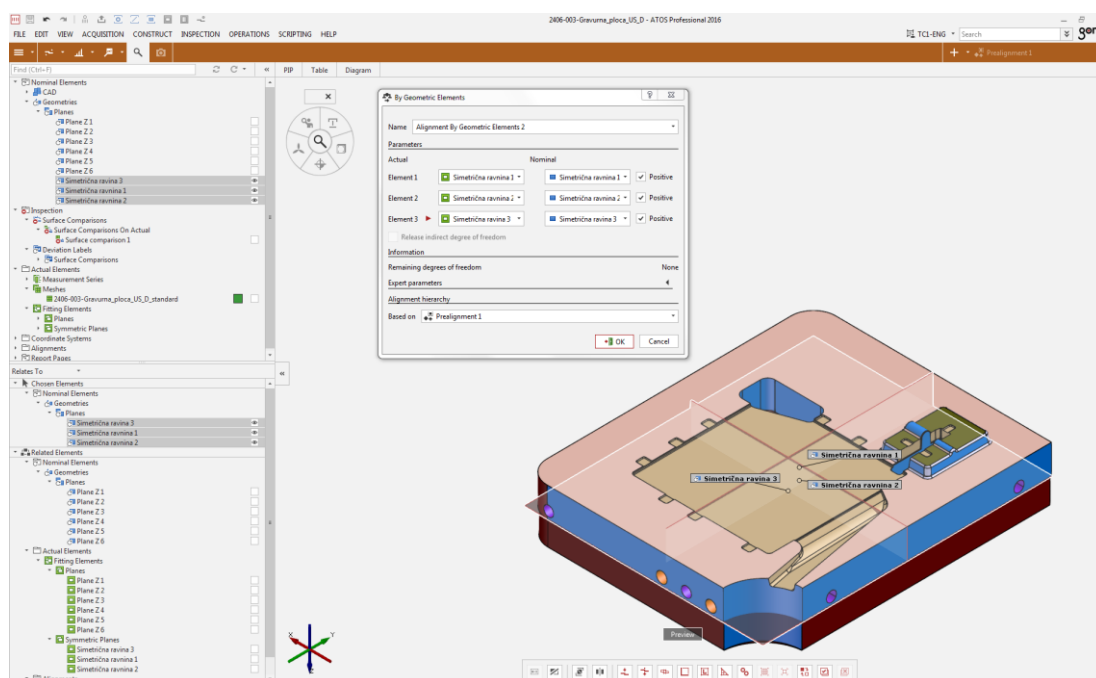 2406-003-Gravurna_ploca_US_D - ATOS Professional 2016
FILE EDIT VIEW ACQUISITION CONSTRUCT INSPECTION OPERATIONS SCRIPTING HELP
TC1-ENG
Search
gom
Prealignment 1
Find (Ctrl+F)
PIP Table Diagram
Nominal Elements
CAD
Geometries
Planes
Plane Z 1
Plane Z 2
Plane Z 3
Plane Z 4
Plane Z 5
Plane Z 6
Simetrična ravina 3
Simetrična ravnina 1
Simetrična ravnina 2
Inspection
Surface Comparisons
Surface Comparisons On Actual
Surface comparison 1
Deviation Labels
Surface Comparisons
Actual Elements
Measurement Series
Meshes
2406-003-Gravurna_ploca_US_D_standard
Fitting Elements
Planes
Symmetric Planes
Coordinate Systems
Alignments
Report Pages
Relates To
Chosen Elements
Nominal Elements
Geometries
Planes
Simetrična ravina 3
Simetrična ravnina 1
Simetrična ravnina 2
Related Elements
Nominal Elements
Geometries
Planes
Plane Z 1
Plane Z 2
Plane Z 3
Plane Z 4
Plane Z 5
Plane Z 6
Actual Elements
Fitting Elements
Planes
Plane Z 1
Plane Z 2
Plane Z 3
Plane Z 4
Plane Z 5
Plane Z 6
Symmetric Planes
Simetrična ravina 3
Simetrična ravnina 1
Simetrična ravnina 2
By Geometric Elements
Name Alignment By Geometric Elements 2
Parameters
Actual Nominal
Element 1 Simetrična ravnina 1 Simetrična ravnina 1 Positive
Element 2 Simetrična ravnina 2 Simetrična ravnina 2 Positive
Element 3 Simetrična ravina 3 Simetrična ravina 3 Positive
Release indirect degree of freedom
Information
Remaining degrees of freedom None
Expert parameters
Alignment hierarchy
Based on Prealignment 1
OK Cancel
Simetrična ravnina 1
Simetrična ravina 3
Simetrična ravnina 2
Preview
X Y